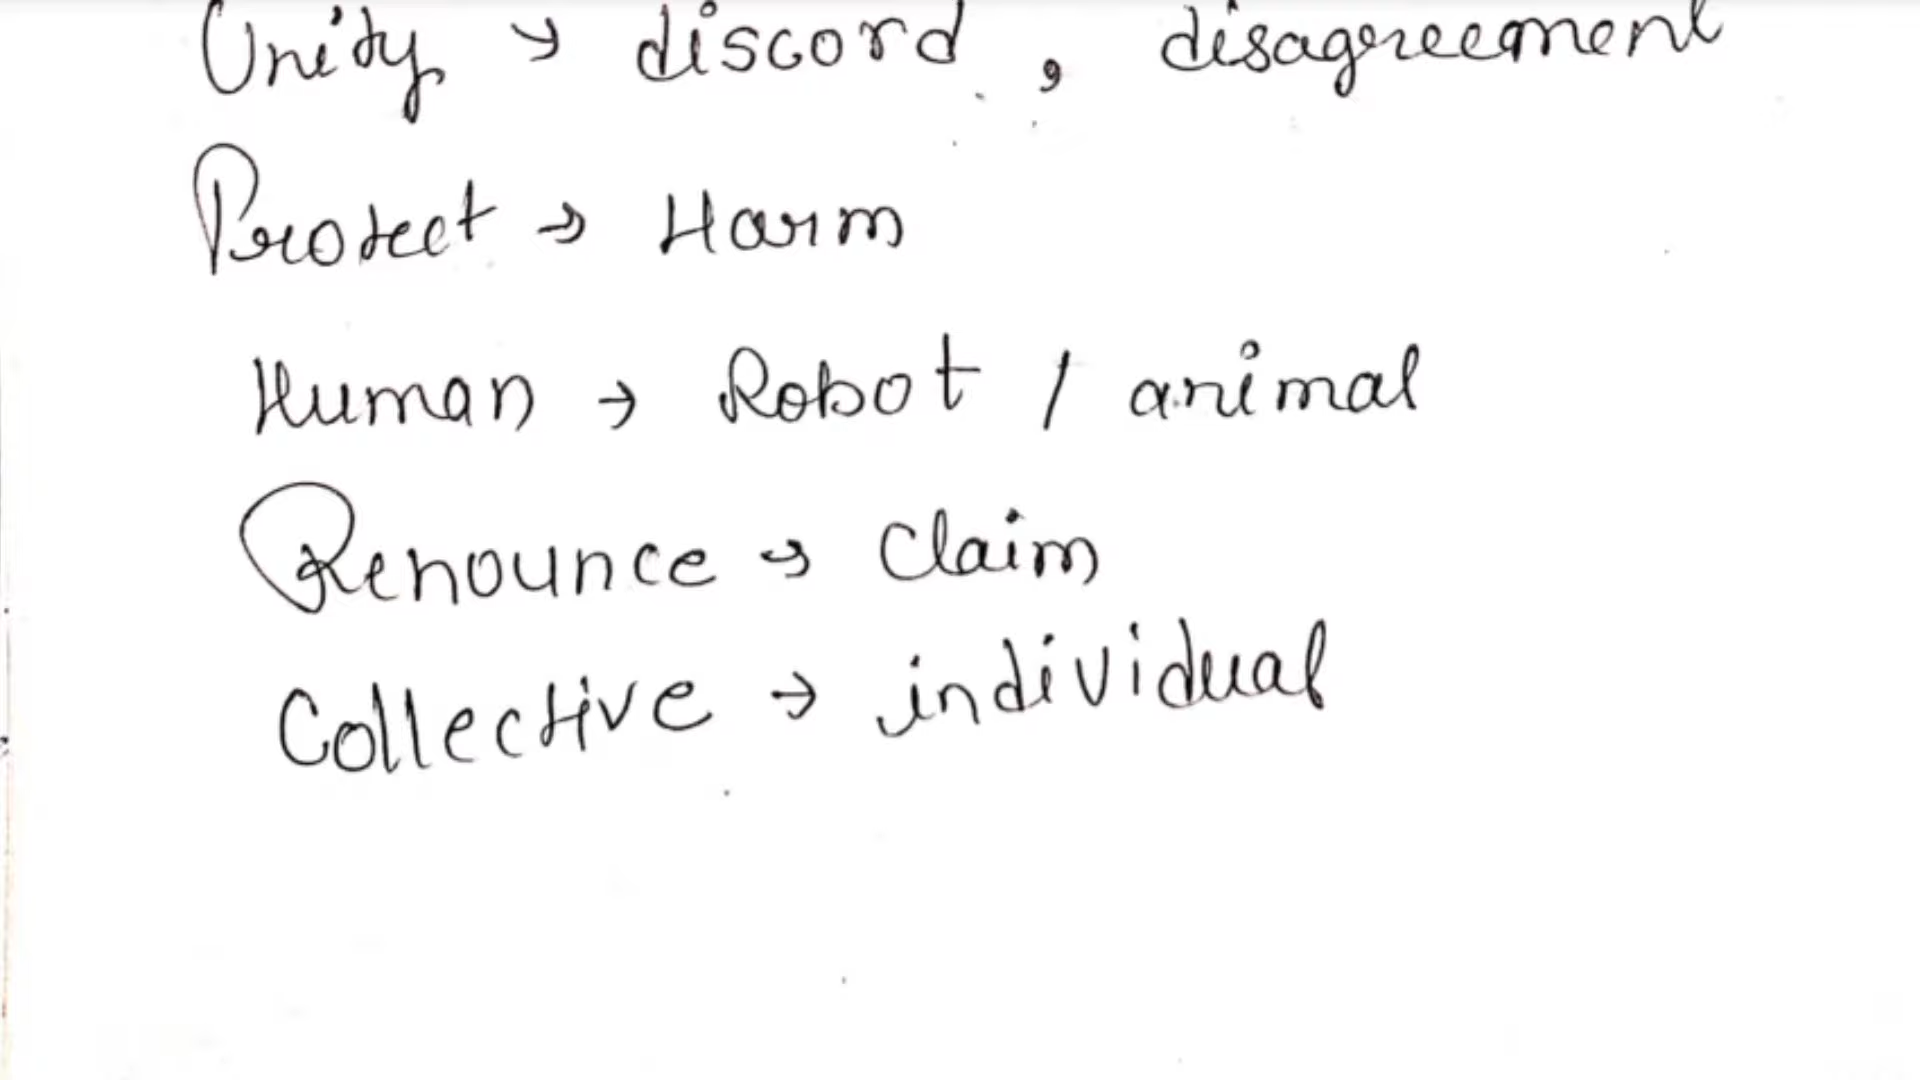 Unity → discord, disagreement
Protect → Harm
Human → Robot / animal
Renounce → Claim
Collective → individual